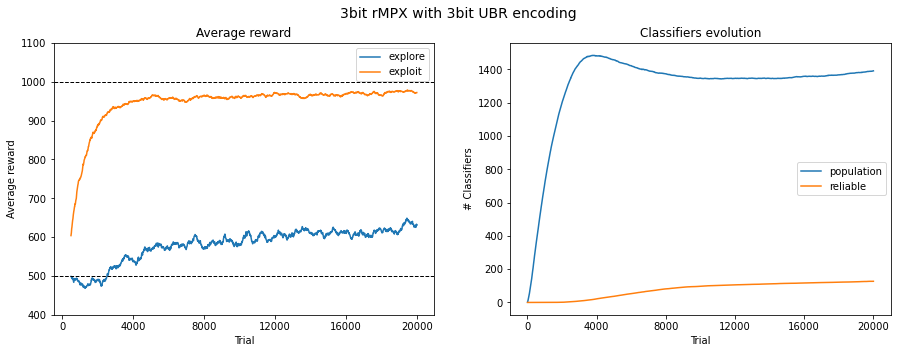 3bit rMPX with 3bit UBR encoding
Average reward
1100
1000
900
800
700
600
500
400
Average reward
explore
exploit
0 4000 8000 12000 16000 20000
Trial
Classifiers evolution
1400
1200
1000
800
600
400
200
0
# Classifiers
population
reliable
0 4000 8000 12000 16000 20000
Trial